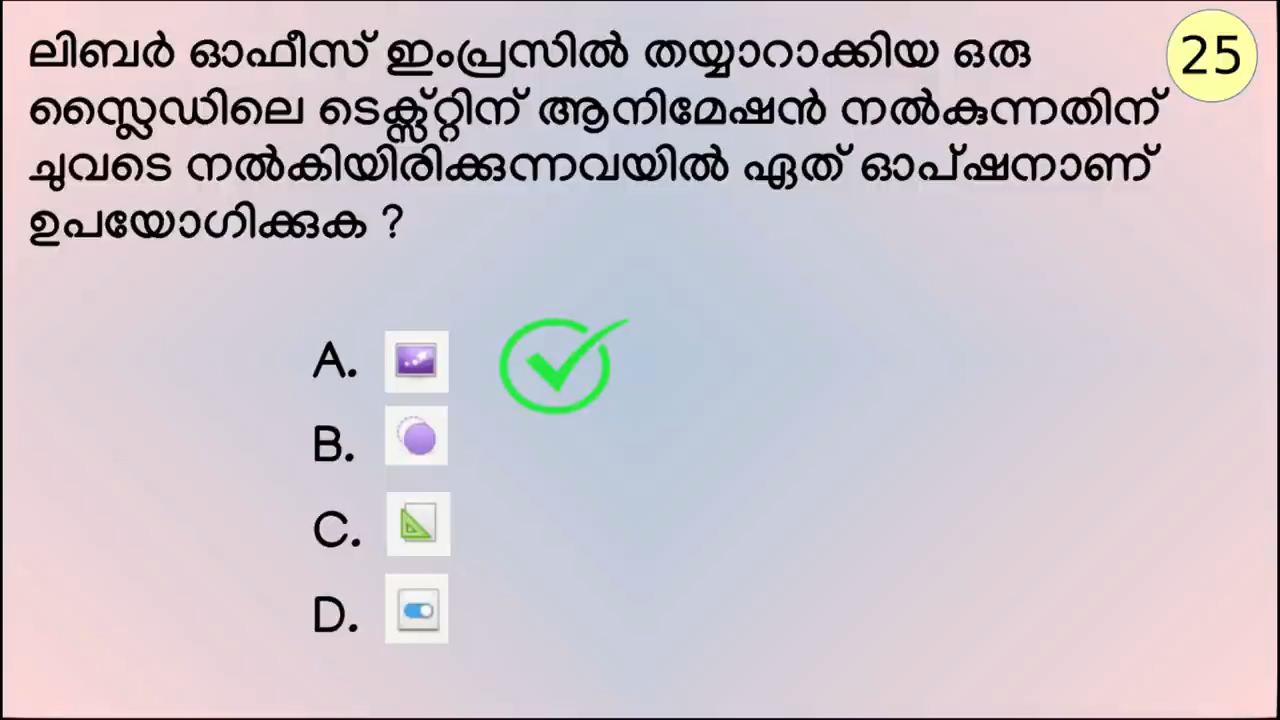 ലിബർ ഓഫീസ് ഇംപ്രസിൽ തയ്യാറാക്കിയ ഒരു
സ്ലൈഡിലെ ടെക്സ്റ്റിന് ആനിമേഷൻ നൽകുന്നതിന്
ചുവടെ നൽകിയിരിക്കുന്നവയിൽ ഏത് ഓപ്ഷനാണ്
ഉപയോഗിക്കുക ?
25
A.
B.
C.
D.